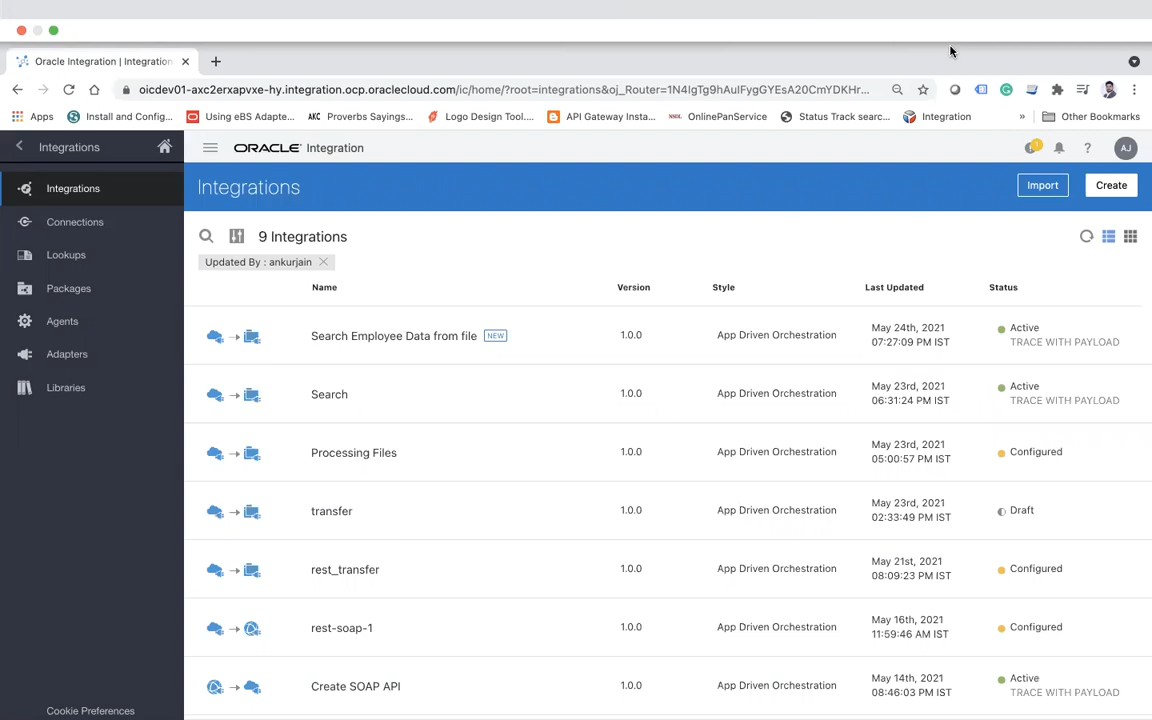 Oracle Integration | Integration
oicdev01-axc2erxapvxe-hy.integration.ocp.oraclecloud.com/ic/home/?root=integrations&oj_Router=1N4IgTg9hAuIFygGYEsA20CmYDKHr...
Apps
Install and Config...
Using eBS Adapte...
AKC Proverbs Sayings...
Logo Design Tool...
API Gateway Insta...
OnlinePanService
Status Track searc...
Integration
»
Other Bookmarks
Integrations
ORACLE Integration
?
AJ
Integrations
Connections
Lookups
Packages
Agents
Adapters
Libraries
Cookie Preferences
Integrations
Import
Create
9 Integrations
Updated By : ankurjain
Name Version Style Last Updated Status
Search Employee Data from file NEW 1.0.0 App Driven Orchestration May 24th, 2021 07:27:09 PM IST Active TRACE WITH PAYLOAD
Search 1.0.0 App Driven Orchestration May 23rd, 2021 06:31:24 PM IST Active TRACE WITH PAYLOAD
Processing Files 1.0.0 App Driven Orchestration May 23rd, 2021 05:00:57 PM IST Configured
transfer 1.0.0 App Driven Orchestration May 23rd, 2021 02:33:49 PM IST Draft
rest_transfer 1.0.0 App Driven Orchestration May 21st, 2021 08:09:23 PM IST Configured
rest-soap-1 1.0.0 App Driven Orchestration May 16th, 2021 11:59:46 AM IST Configured
Create SOAP API 1.0.0 App Driven Orchestration May 14th, 2021 08:46:03 PM IST Active TRACE WITH PAYLOAD